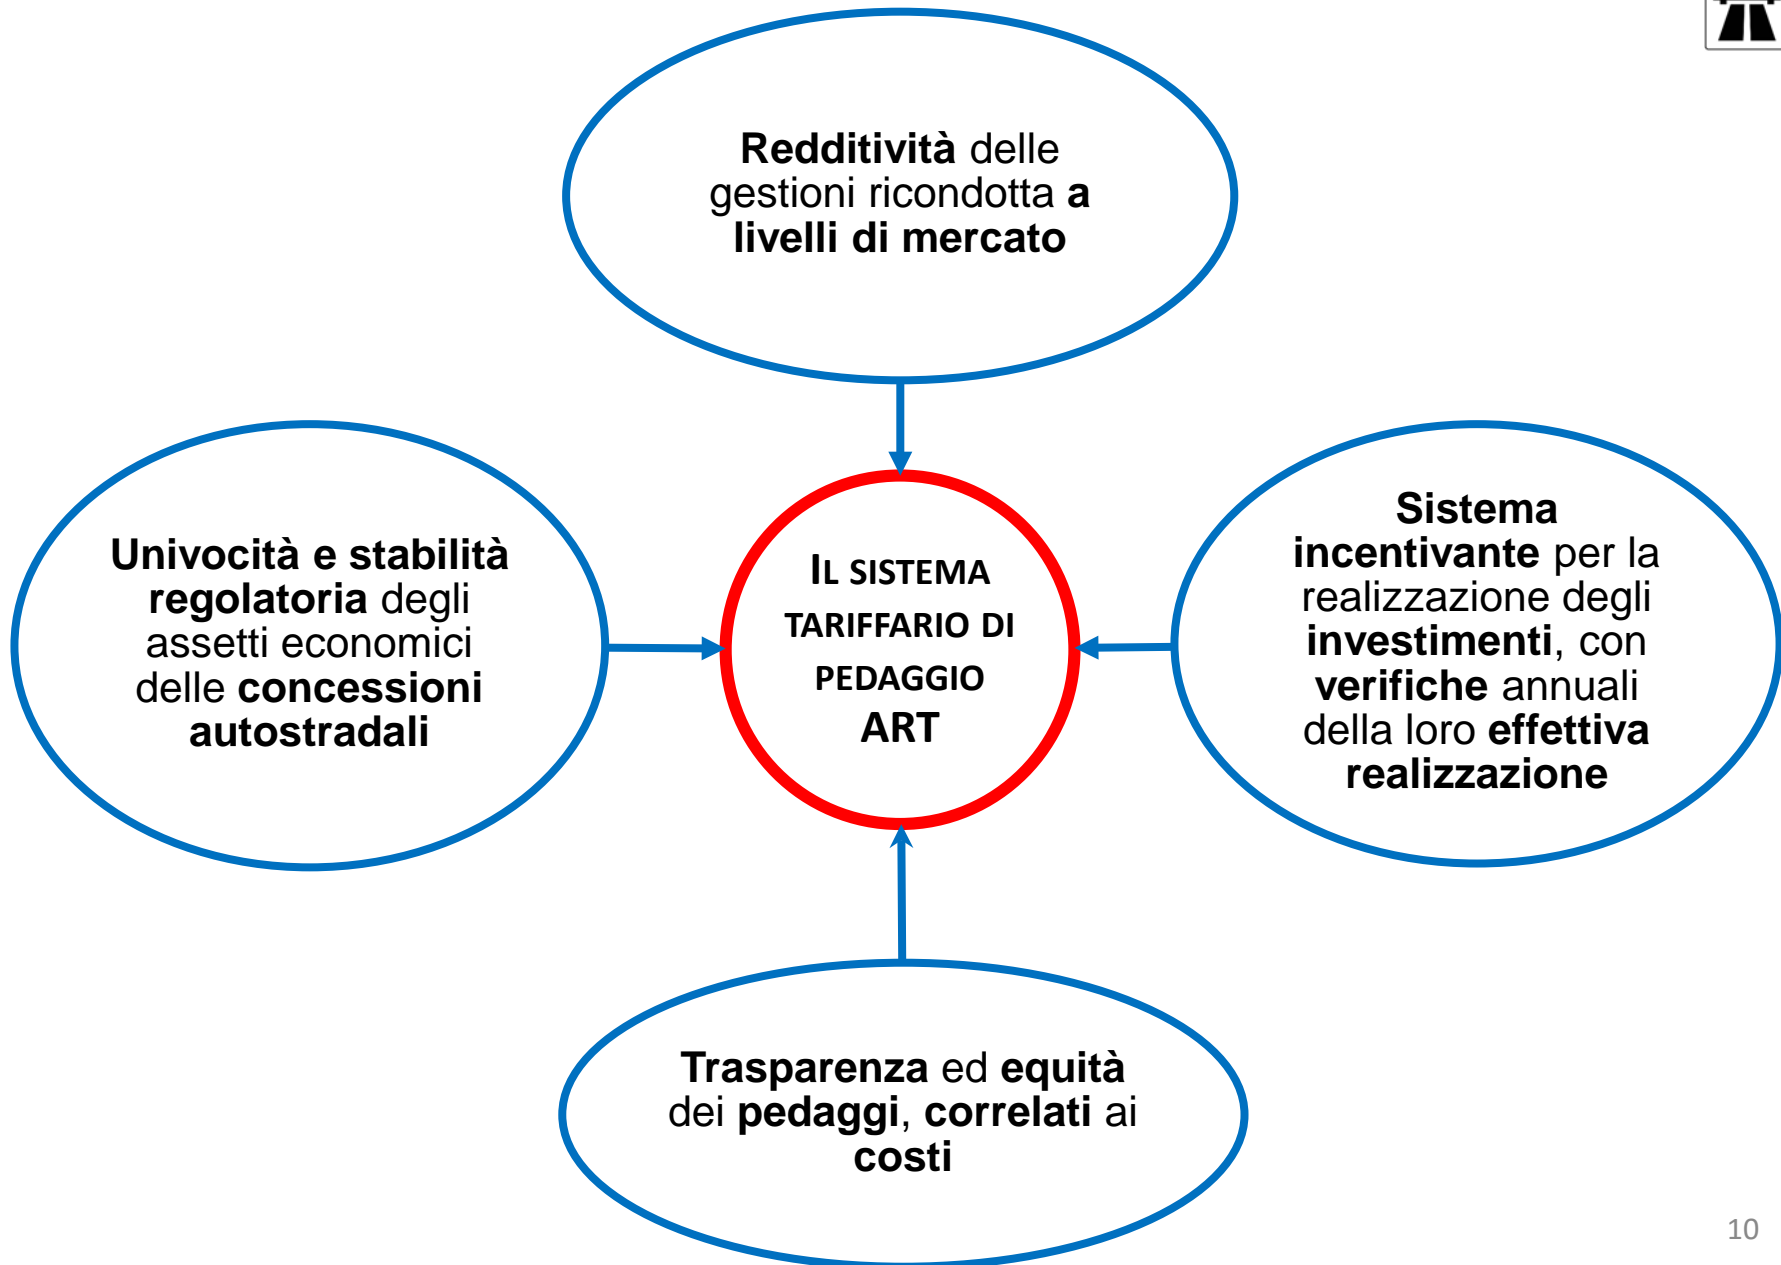 Redditività delle
gestioni ricondotta a
livelli di mercato
Univocità e stabilità
regolatoria degli
assetti economici
delle concessioni
autostradali
IL SISTEMA
TARIFFARIO DI
PEDAGGIO
ART
Sistema
incentivante per la
realizzazione degli
investimenti, con
verifiche annuali
della loro effettiva
realizzazione
Trasparenza ed equità
dei pedaggi, correlati ai
costi
10